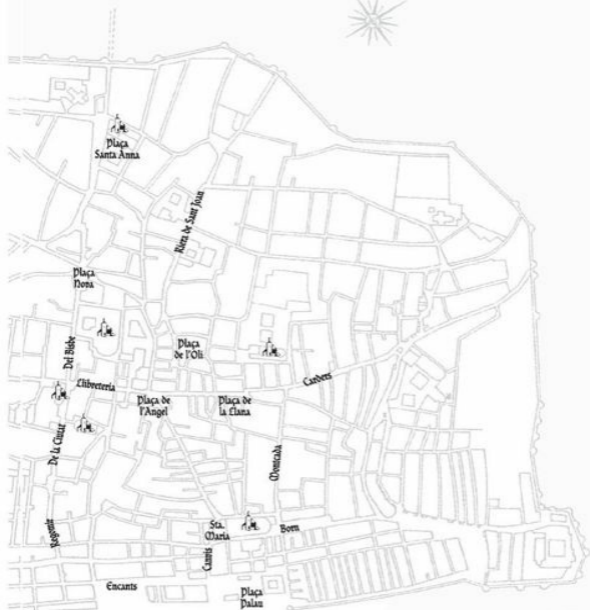 Plaça
Santa Anna
Riera de Sant Joan
Plaça
Nova
Del Bisbe
Plaça
de l'Oli
Llibreteria
Carders
Plaça de
l'Angel
Plaça de
la Llana
De la Ciutat
Montcada
Regomir
Sta.
Maria
Born
Canvis
Encants
Plaça
Palau